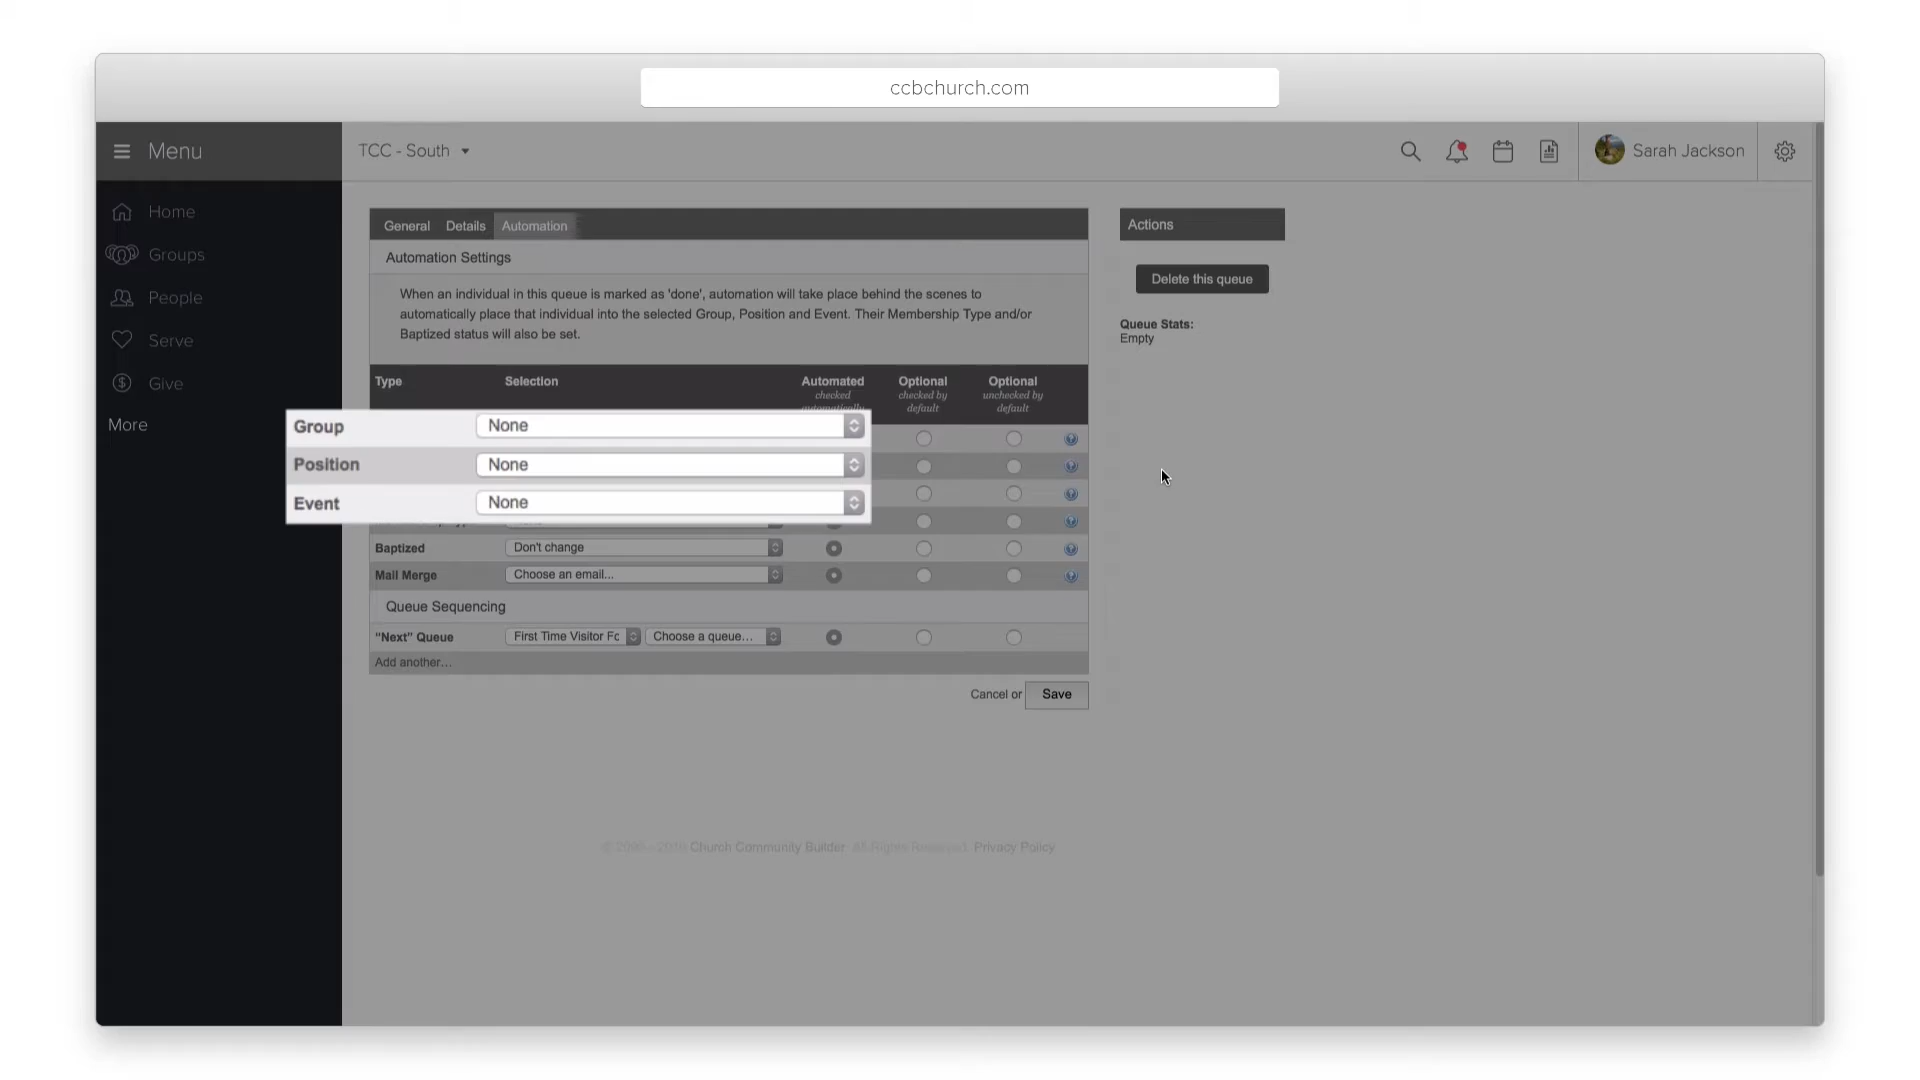 ccbchurch.com
Menu
TCC - South
Sarah Jackson
Home
Groups
People
Serve
Give
More
General Details Automation
Automation Settings
When an individual in this queue is marked as 'done', automation will take place behind the scenes to
automatically place that individual into the selected Group, Position and Event. Their Membership Type and/or
Baptized status will also be set.
Type Selection Automated Optional Optional
checked checked by unchecked by
automatically default default
Group None
Position None
Event None
Baptized Don't change
Mail Merge Choose an email...
Queue Sequencing
"Next" Queue First Time Visitor Fc Choose a queue...
Add another...
Cancel or Save
Actions
Delete this queue
Queue Stats:
Empty
Church Community Builder. All Rights Reserved. Privacy Policy